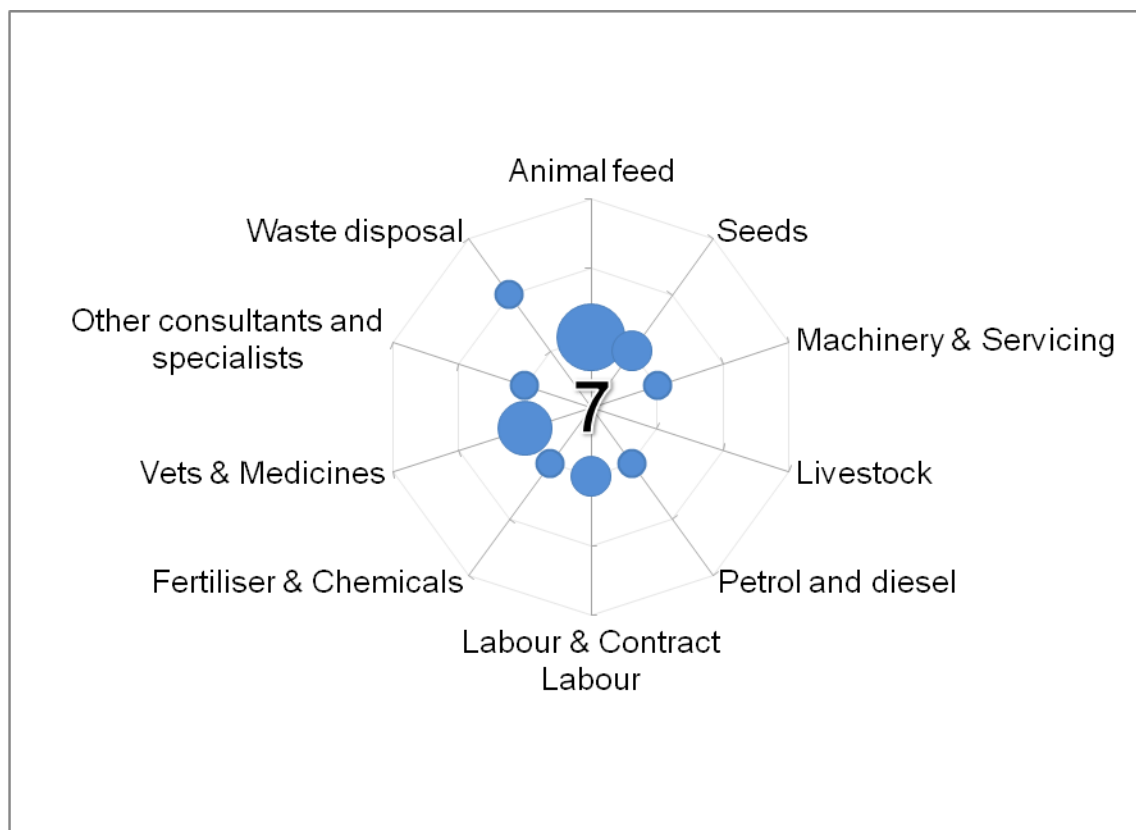 Animal feed
Waste disposal
Seeds
Other consultants and
specialists
Machinery & Servicing
7
Vets & Medicines
Livestock
Fertiliser & Chemicals
Petrol and diesel
Labour & Contract
Labour